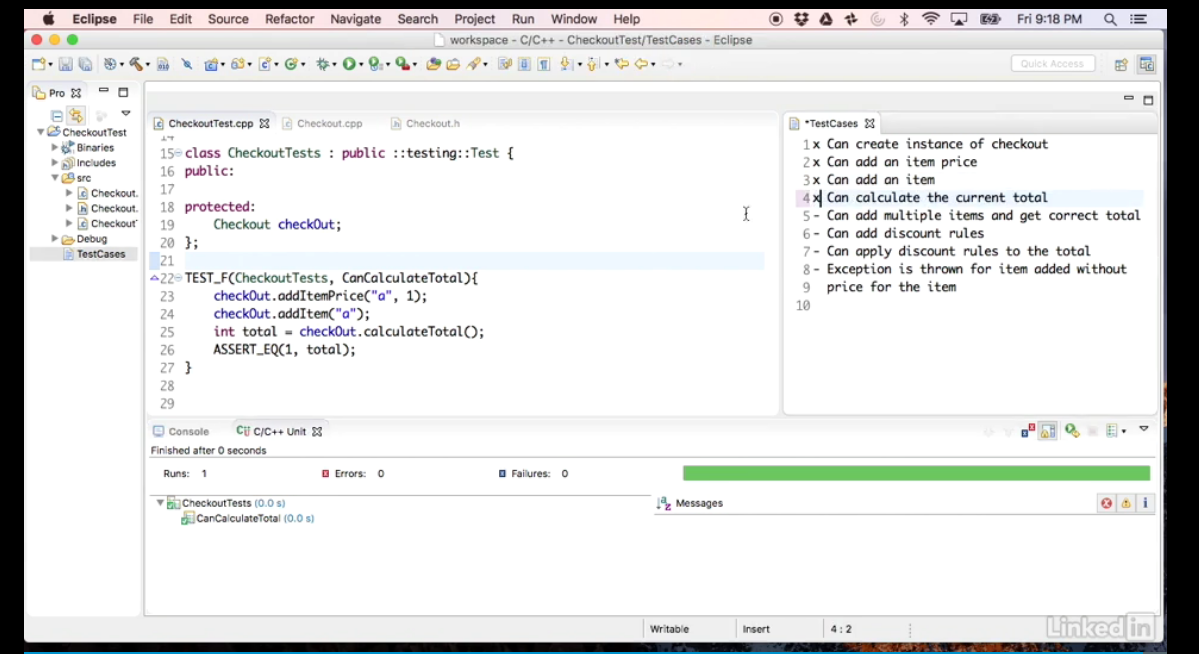 Eclipse File Edit Source Refactor Navigate Search Project Run Window Help Fri 9:18 PM
workspace - C/C++ - CheckoutTest/TestCases - Eclipse
Quick Access
Pro
CheckoutTest
Binaries
Includes
src
Checkout.
Checkout.
Checkout
Debug
TestCases
CheckoutTest.cpp Checkout.cpp Checkout.h
14
15 class CheckoutTests : public ::testing::Test {
16 public:
17
18 protected:
19 Checkout checkOut;
20 };
21
22 TEST_F(CheckoutTests, CanCalculateTotal){
23 checkOut.addItemPrice("a", 1);
24 checkOut.addItem("a");
25 int total = checkOut.calculateTotal();
26 ASSERT_EQ(1, total);
27 }
28
29
*TestCases
1 x Can create instance of checkout
2 x Can add an item price
3 x Can add an item
4 x Can calculate the current total
5 - Can add multiple items and get correct total
6 - Can add discount rules
7 - Can apply discount rules to the total
8 - Exception is thrown for item added without
9 price for the item
10
Console C/C++ Unit
Finished after 0 seconds
Runs: 1 Errors: 0 Failures: 0
CheckoutTests (0.0 s)
CanCalculateTotal (0.0 s)
Messages
Writable Insert 4 : 2
Linked in